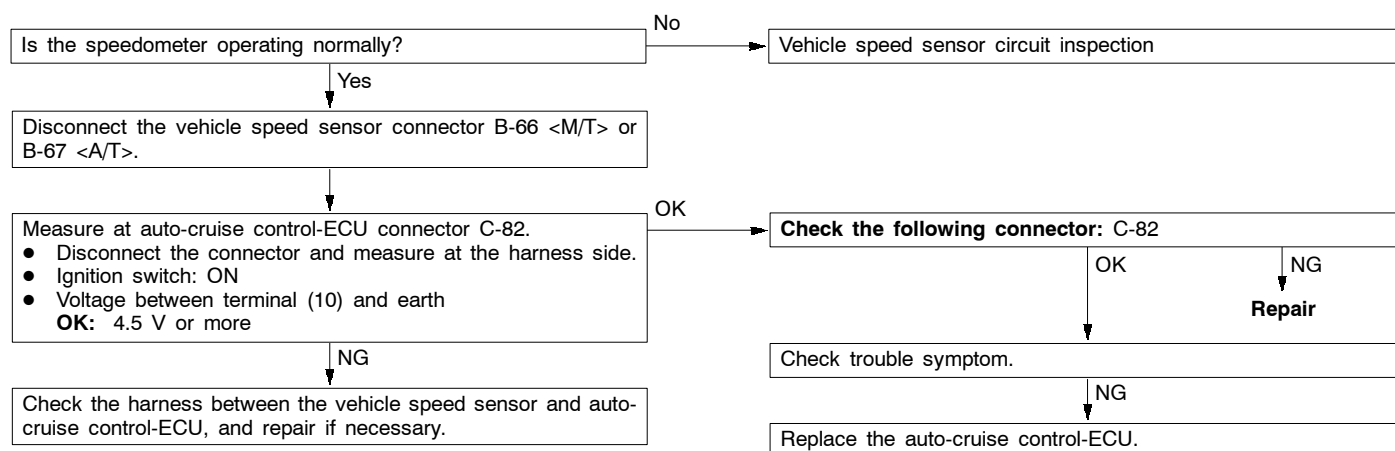 Is the speedometer operating normally?
No
Vehicle speed sensor circuit inspection
Yes
Disconnect the vehicle speed sensor connector B-66 <M/T> or
B-67 <A/T>.
Measure at auto-cruise control-ECU connector C-82.
● Disconnect the connector and measure at the harness side.
● Ignition switch: ON
● Voltage between terminal (10) and earth
OK: 4.5 V or more
OK
Check the following connector: C-82
OK
NG
Repair
NG
Check trouble symptom.
NG
Check the harness between the vehicle speed sensor and auto-
cruise control-ECU, and repair if necessary.
Replace the auto-cruise control-ECU.